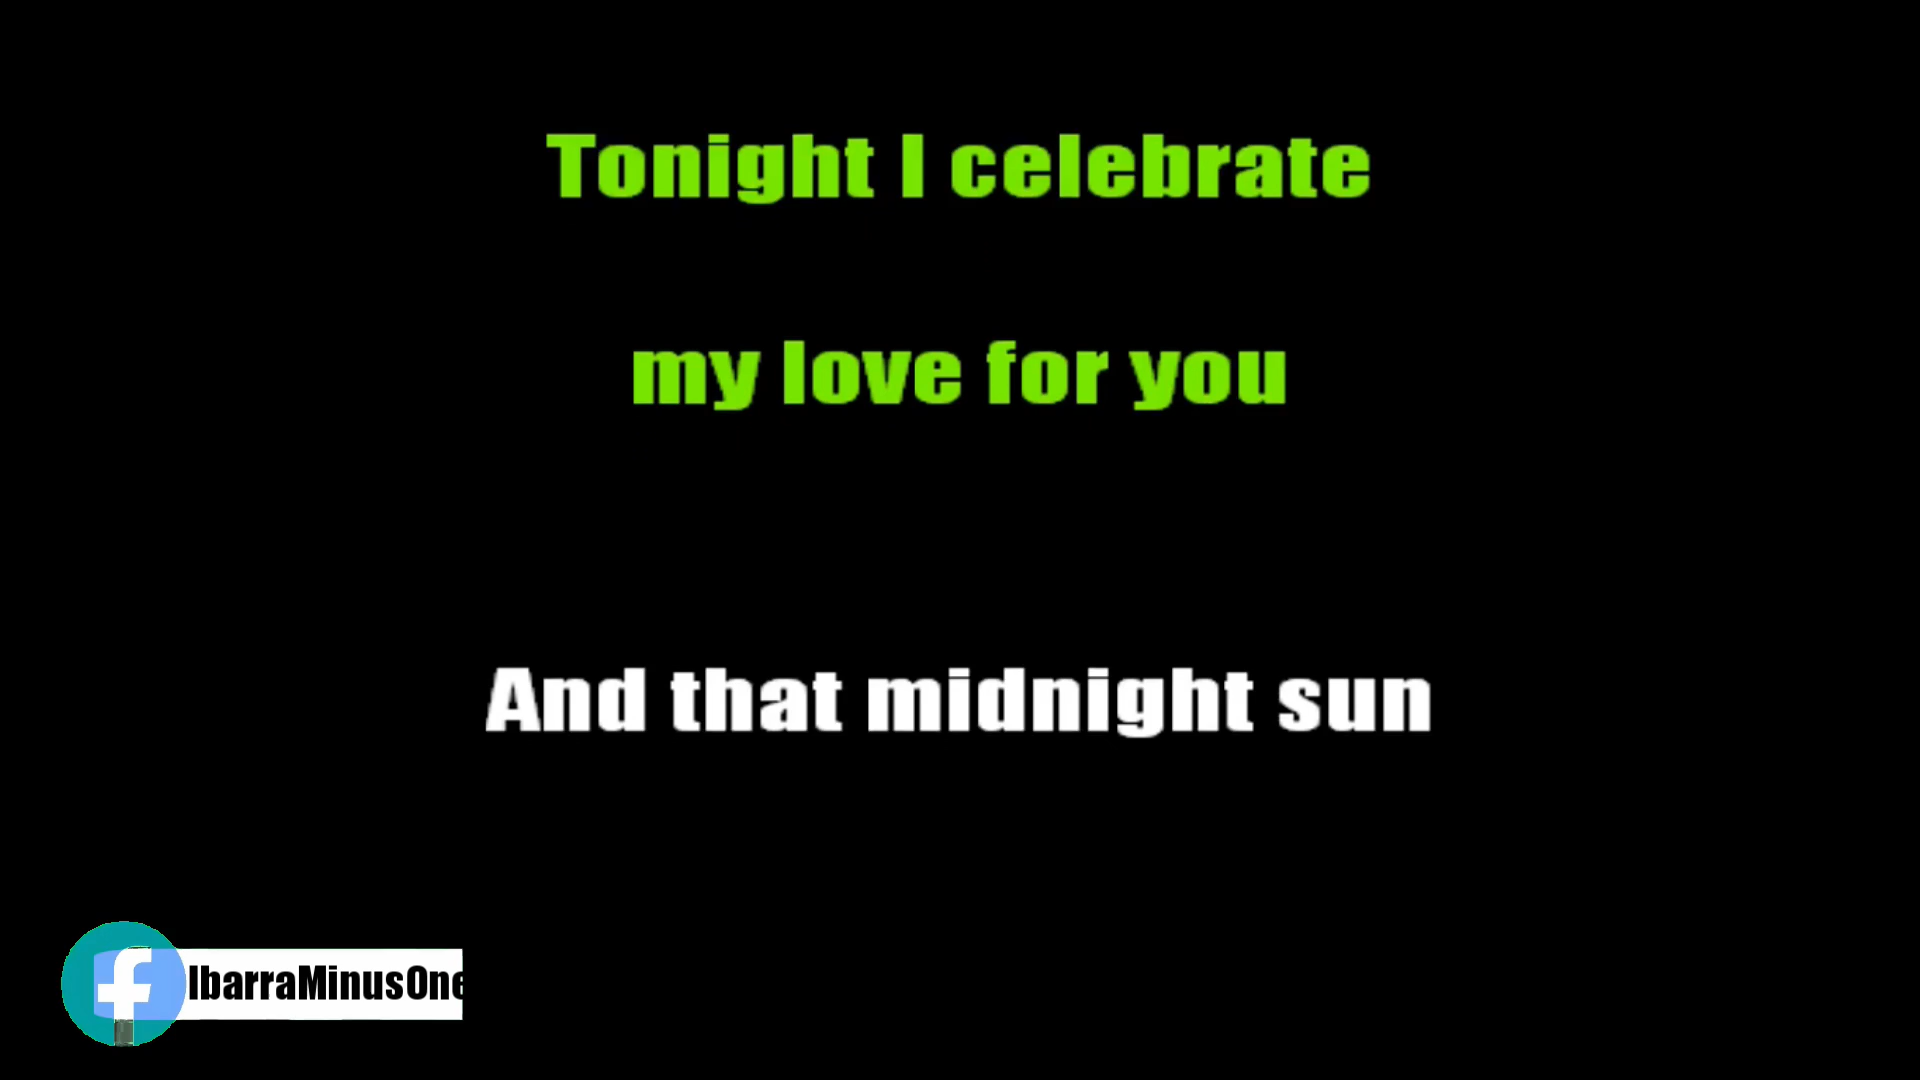 Tonight I celebrate
my love for you
And that midnight sun
IbarraMinusOne